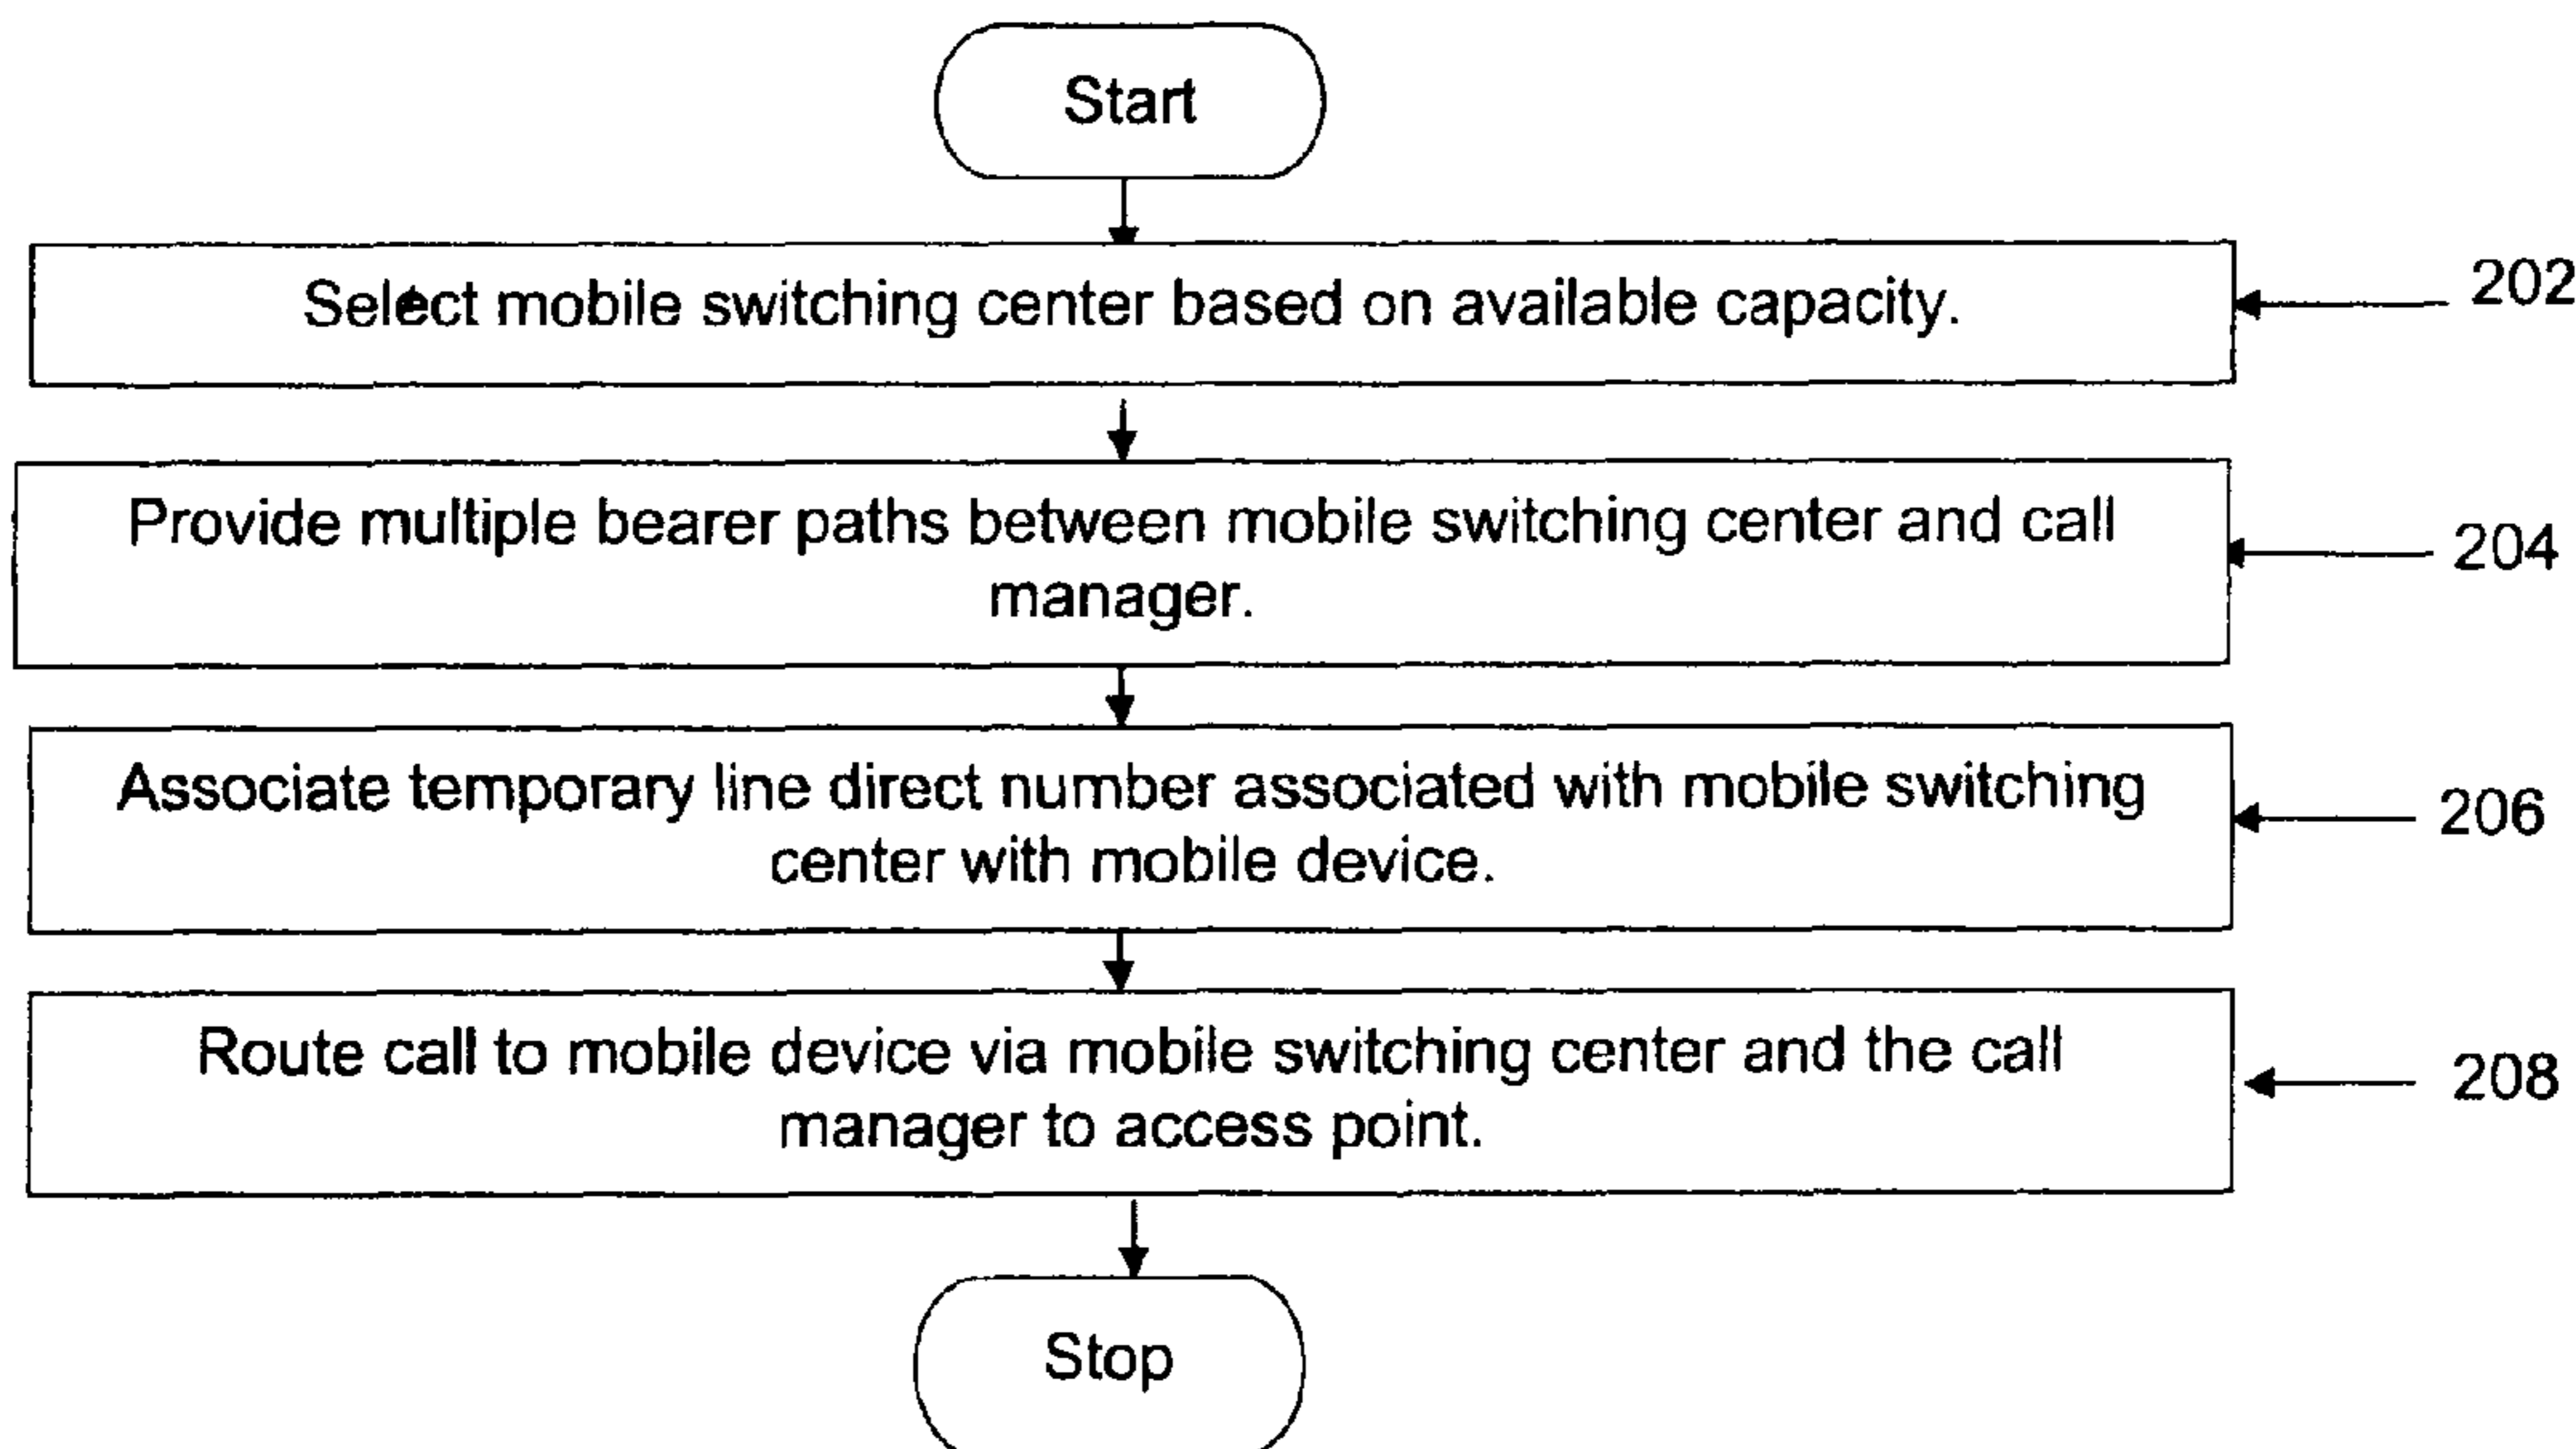 Start
Select mobile switching center based on available capacity.
202
Provide multiple bearer paths between mobile switching center and call
manager.
204
Associate temporary line direct number associated with mobile switching
center with mobile device.
206
Route call to mobile device via mobile switching center and the call
manager to access point.
208
Stop